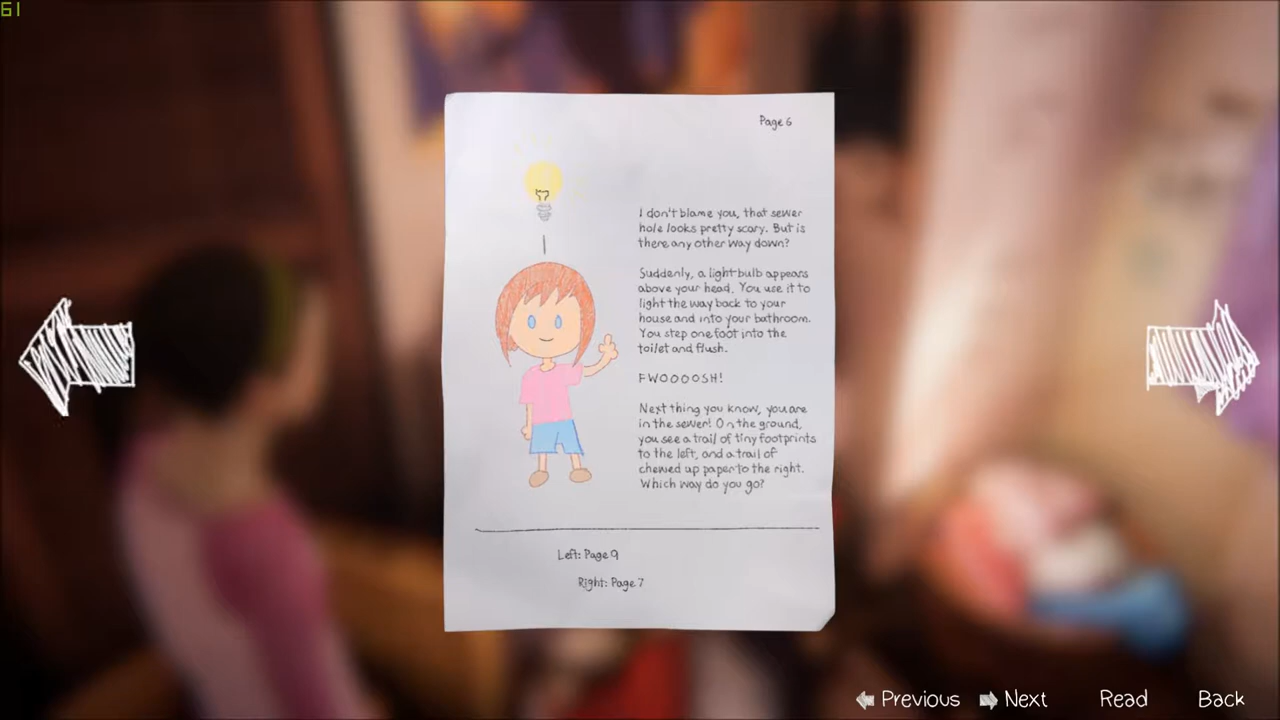 61
Page 6
I don't blame you, that sewer
hole looks pretty scary. But is
there any other way down?
Suddenly, a light bulb appears
above your head. You use it to
light the way back to your
house and into your bathroom.
You step one foot into the
toilet and flush.
FWOOOOSH!
Next thing you know, you are
in the sewer! On the ground,
you see a trail of tiny footprints
to the left, and a trail of
chewed up paper to the right.
Which way do you go?
Left: Page 9
Right: Page 7
Previous Next Read Back